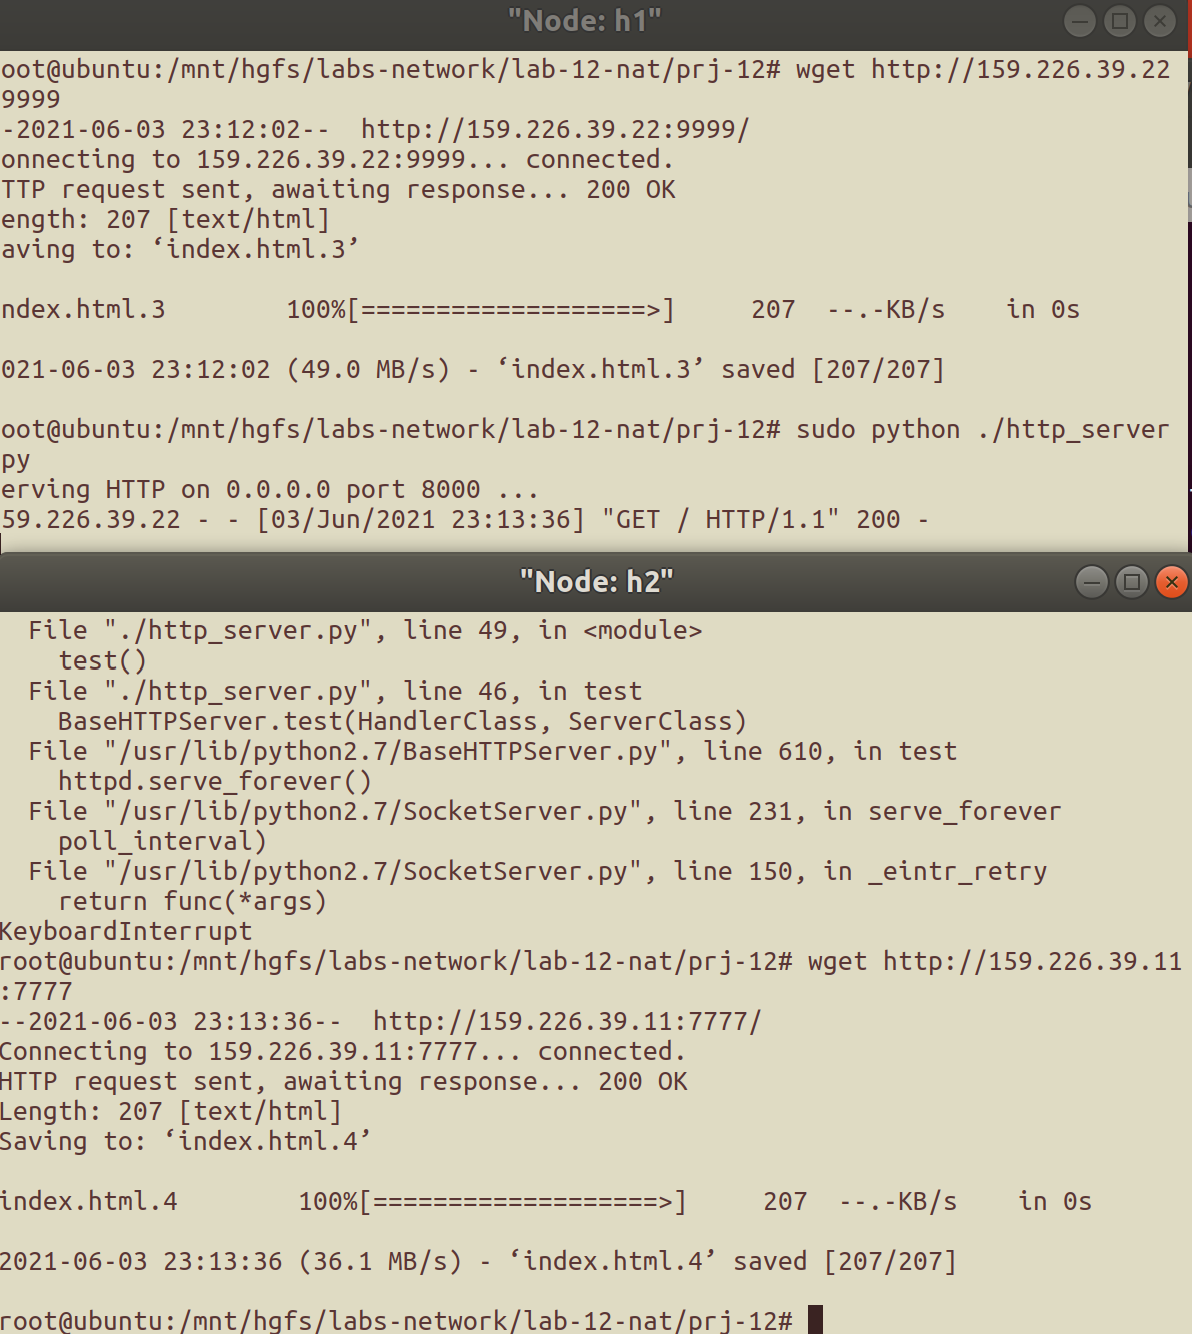 "Node: h1"
oot@ubuntu:/mnt/hgfs/labs-network/lab-12-nat/prj-12# wget http://159.226.39.22
9999
-2021-06-03 23:12:02--  http://159.226.39.22:9999/
onnecting to 159.226.39.22:9999... connected.
TTP request sent, awaiting response... 200 OK
ength: 207 [text/html]
aving to: ‘index.html.3’
ndex.html.3        100%[===================>]     207  --.-KB/s    in 0s
021-06-03 23:12:02 (49.0 MB/s) - ‘index.html.3’ saved [207/207]
oot@ubuntu:/mnt/hgfs/labs-network/lab-12-nat/prj-12# sudo python ./http_server
py
erving HTTP on 0.0.0.0 port 8000 ...
59.226.39.22 - - [03/Jun/2021 23:13:36] "GET / HTTP/1.1" 200 -
"Node: h2"
  File "./http_server.py", line 49, in <module>
    test()
  File "./http_server.py", line 46, in test
    BaseHTTPServer.test(HandlerClass, ServerClass)
  File "/usr/lib/python2.7/BaseHTTPServer.py", line 610, in test
    httpd.serve_forever()
  File "/usr/lib/python2.7/SocketServer.py", line 231, in serve_forever
    poll_interval)
  File "/usr/lib/python2.7/SocketServer.py", line 150, in _eintr_retry
    return func(*args)
KeyboardInterrupt
root@ubuntu:/mnt/hgfs/labs-network/lab-12-nat/prj-12# wget http://159.226.39.11
:7777
--2021-06-03 23:13:36--  http://159.226.39.11:7777/
Connecting to 159.226.39.11:7777... connected.
HTTP request sent, awaiting response... 200 OK
Length: 207 [text/html]
Saving to: ‘index.html.4’
index.html.4        100%[===================>]     207  --.-KB/s    in 0s
2021-06-03 23:13:36 (36.1 MB/s) - ‘index.html.4’ saved [207/207]
root@ubuntu:/mnt/hgfs/labs-network/lab-12-nat/prj-12#